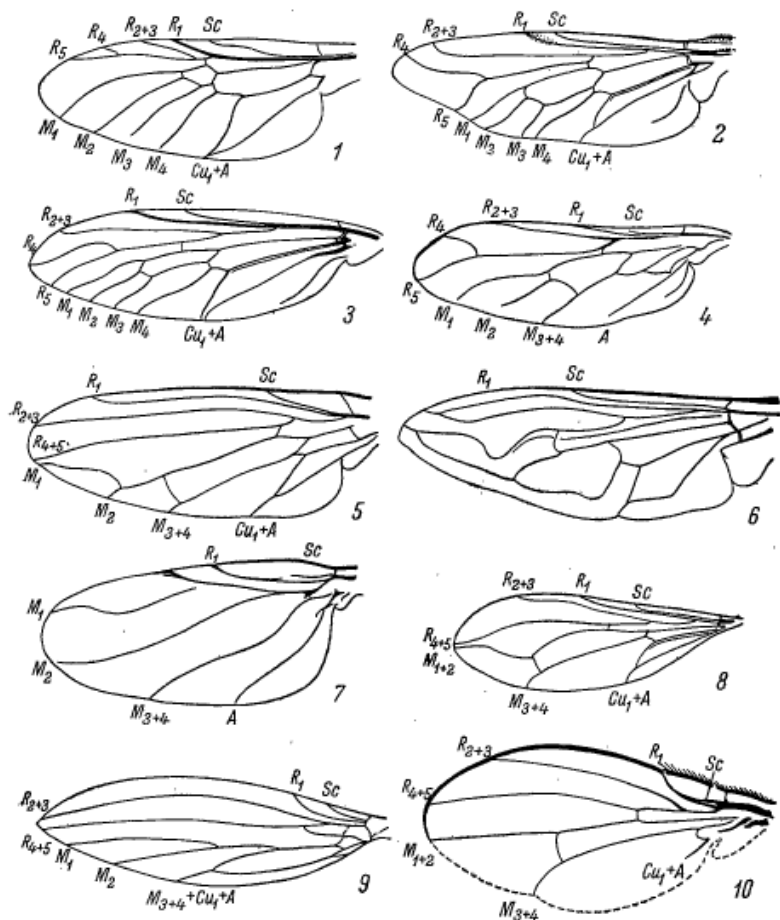 R₅ R₄ R₂₊₃ R₁ Sc
M₁ M₂ M₃ M₄ Cu₁+A 1
R₄ R₂₊₃ R₁ Sc
R₅ M₁ M₂ M₃ M₄ Cu₁+A 2
R₄ R₂₊₃ R₁ Sc
R₅ M₁ M₂ M₃ M₄ Cu₁+A 3
R₄ R₂₊₃ R₁ Sc
R₅ M₁ M₂ M₃₊₄ A 4
R₂₊₃ R₁ Sc
R₄₊₅
M₁ M₂ M₃₊₄ Cu₁+A 5
R₁ Sc
6
M₁ R₁ Sc
M₂ M₃₊₄ A 7
R₂₊₃ R₁ Sc
R₄₊₅
M₁₊₂ M₃₊₄ Cu₁+A 8
R₂₊₃ R₁ Sc
R₄₊₅ M₁ M₂ M₃₊₄+Cu₁+A 9
R₄₊₅ R₂₊₃ R₁ Sc
M₁₊₂ M₃₊₄ Cu₁+A 10